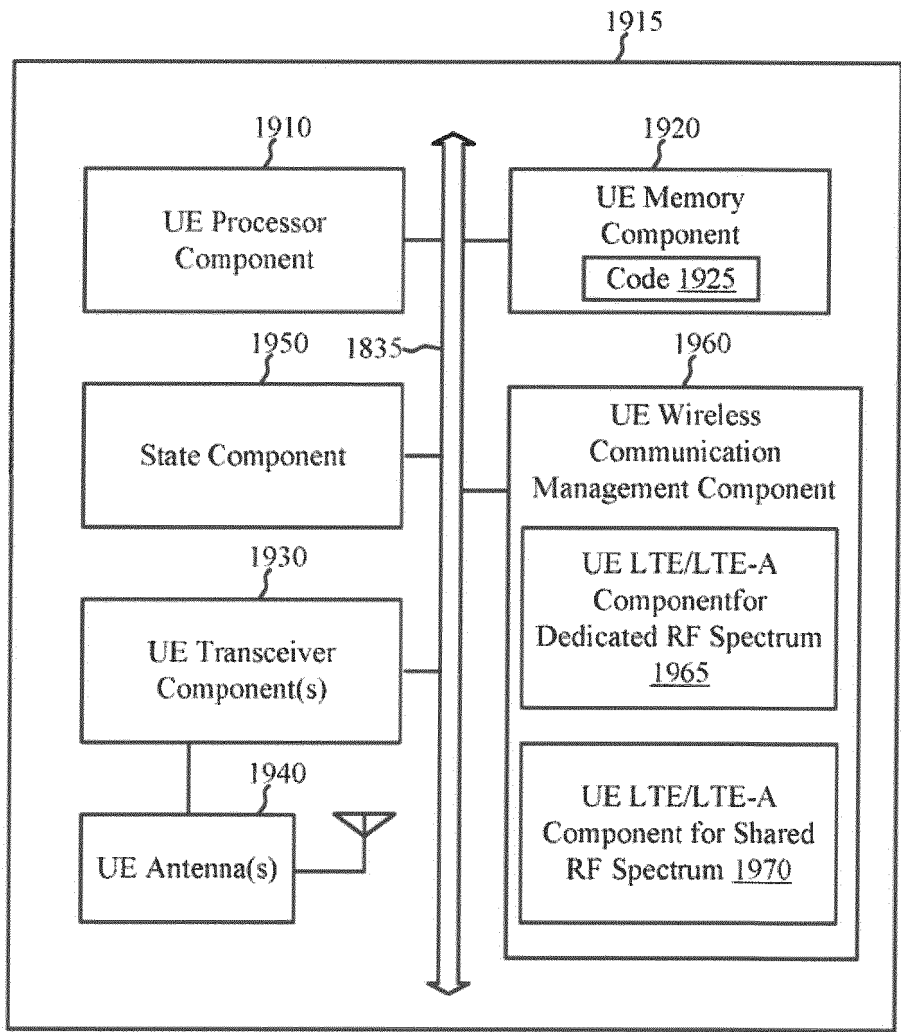 1915
1910
UE Processor
Component
1920
UE Memory
Component
Code 1925
1835
1950
State Component
1960
UE Wireless
Communication
Management Component
UE LTE/LTE-A
Componentfor
Dedicated RF Spectrum
1965
UE LTE/LTE-A
Component for Shared
RF Spectrum 1970
1930
UE Transceiver
Component(s)
1940
UE Antenna(s)